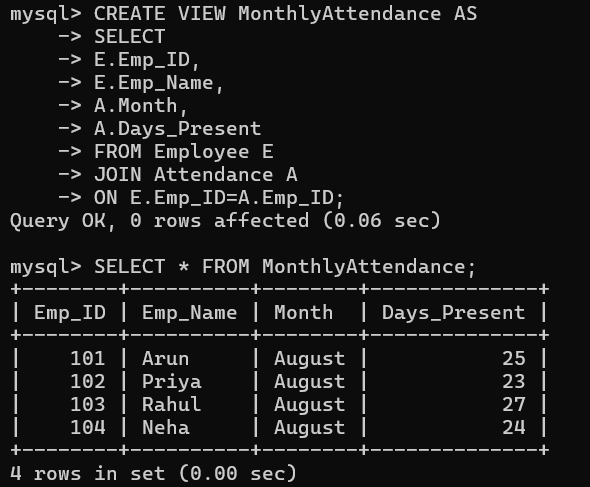 mysql> CREATE VIEW MonthlyAttendance AS
    -> SELECT
    -> E.Emp_ID,
    -> E.Emp_Name,
    -> A.Month,
    -> A.Days_Present
    -> FROM Employee E
    -> JOIN Attendance A
    -> ON E.Emp_ID=A.Emp_ID;
Query OK, 0 rows affected (0.06 sec)

mysql> SELECT * FROM MonthlyAttendance;
+--------+----------+--------+--------------+
| Emp_ID | Emp_Name | Month  | Days_Present |
+--------+----------+--------+--------------+
|    101 | Arun     | August |           25 |
|    102 | Priya    | August |           23 |
|    103 | Rahul    | August |           27 |
|    104 | Neha     | August |           24 |
+--------+----------+--------+--------------+
4 rows in set (0.00 sec)